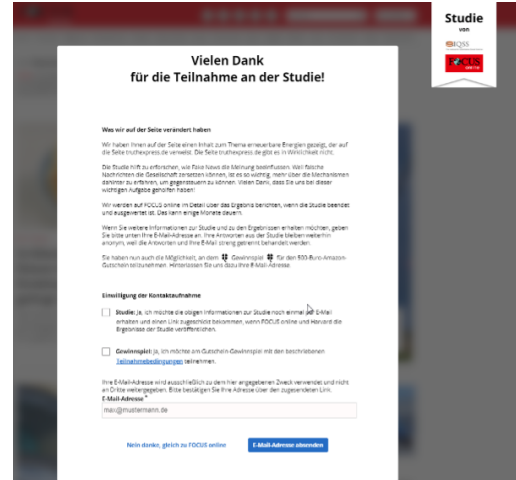 Studie
von
IQSS
FOCUS
Vielen Dank
für die Teilnahme an der Studie!
Was wir auf der Seite verändert haben
Wir haben Ihnen auf der Seite einen Inhalt zum Thema erneuerbare Energien gezeigt, der auf
die Seite truthexpress.de verweist. Die Seite truthexpress.de gibt es in Wirklichkeit nicht.
Die Studie hilft zu erforschen, wie Fake News die Meinung beeinflussen. Weil falsche
Nachrichten die Gesellschaft zersetzen können, ist es so wichtig, mehr über die Mechanismen
dahinter zu erfahren, um gegensteuern zu können. Vielen Dank, dass Sie uns bei dieser
wichtigen Aufgabe geholfen haben!
Wir werden auf FOCUS online im Detail über das Ergebnis berichten, wenn die Studie beendet
und ausgewertet ist. Das kann einige Monate dauern.
Wenn Sie weitere Informationen zur Studie und zu den Ergebnissen erhalten möchten, geben
Sie bitte unten Ihre E-Mail-Adresse an. Ihre Antworten aus der Studie bleiben weiterhin
anonym, weil die Antworten und Ihre E-Mail streng getrennt behandelt werden.
Sie haben nun auch die Möglichkeit, an dem Gewinnspiel für den 500-Euro-Amazon-
Gutschein teilzunehmen. Hinterlassen Sie uns dazu Ihre E-Mail-Adresse.
Einwilligung der Kontaktaufnahme
Studie: Ja, ich möchte die obigen Informationen zur Studie noch einmal per E-Mail
erhalten und einen Link zugeschickt bekommen, wenn FOCUS online und Harvard die
Ergebnisse der Studie veröffentlichen.
Gewinnspiel: Ja, ich möchte am Gutschein-Gewinnspiel mit den beschriebenen
Teilnahmebedingungen teilnehmen.
Ihre E-Mail-Adresse wird ausschließlich zu dem hier angegebenen Zweck verwendet und nicht
an Dritte weitergegeben. Bitte bestätigen Sie Ihre Adresse über den zugesendeten Link.
E-Mail-Adresse*
max@mustermann.de
Nein danke, gleich zu FOCUS online
E-Mail-Adresse absenden